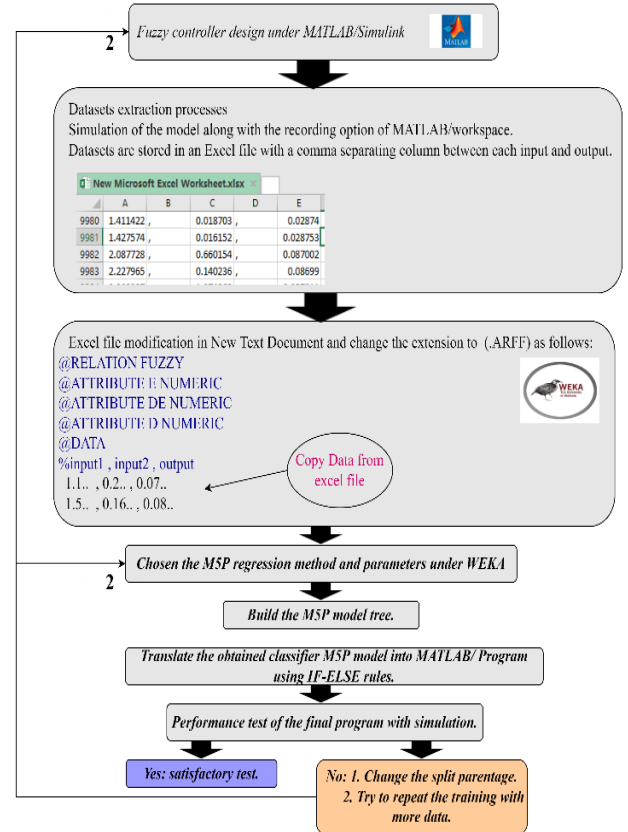 2
Fuzzy controller design under MATLAB/Simulink
MATLAB
Datasets extraction processes
Simulation of the model along with the recording option of MATLAB/workspace.
Datasets are stored in an Excel file with a comma separating column between each input and output.
New Microsoft Excel Worksheet.xlsx ×
A B C D E
9980 1.411422 , 0.018703 , 0.02874
9981 1.427574 , 0.016152 , 0.028753
9982 2.087728 , 0.660154 , 0.087002
9983 2.227965 , 0.140236 , 0.08699
Excel file modification in New Text Document and change the extension to (.ARFF) as follows:
@RELATION FUZZY
@ATTRIBUTE E NUMERIC
@ATTRIBUTE DE NUMERIC
@ATTRIBUTE D NUMERIC
@DATA
%input1 , input2 , output
1.1.. , 0.2.. , 0.07..
1.5.. , 0.16.. , 0.08..
WEKA
Copy Data from
excel file
2
Chosen the M5P regression method and parameters under WEKA
Build the M5P model tree.
Translate the obtained classifier M5P model into MATLAB/ Program
using IF-ELSE rules.
Performance test of the final program with simulation.
Yes: satisfactory test.
No: 1. Change the split parentage.
2. Try to repeat the training with
more data.